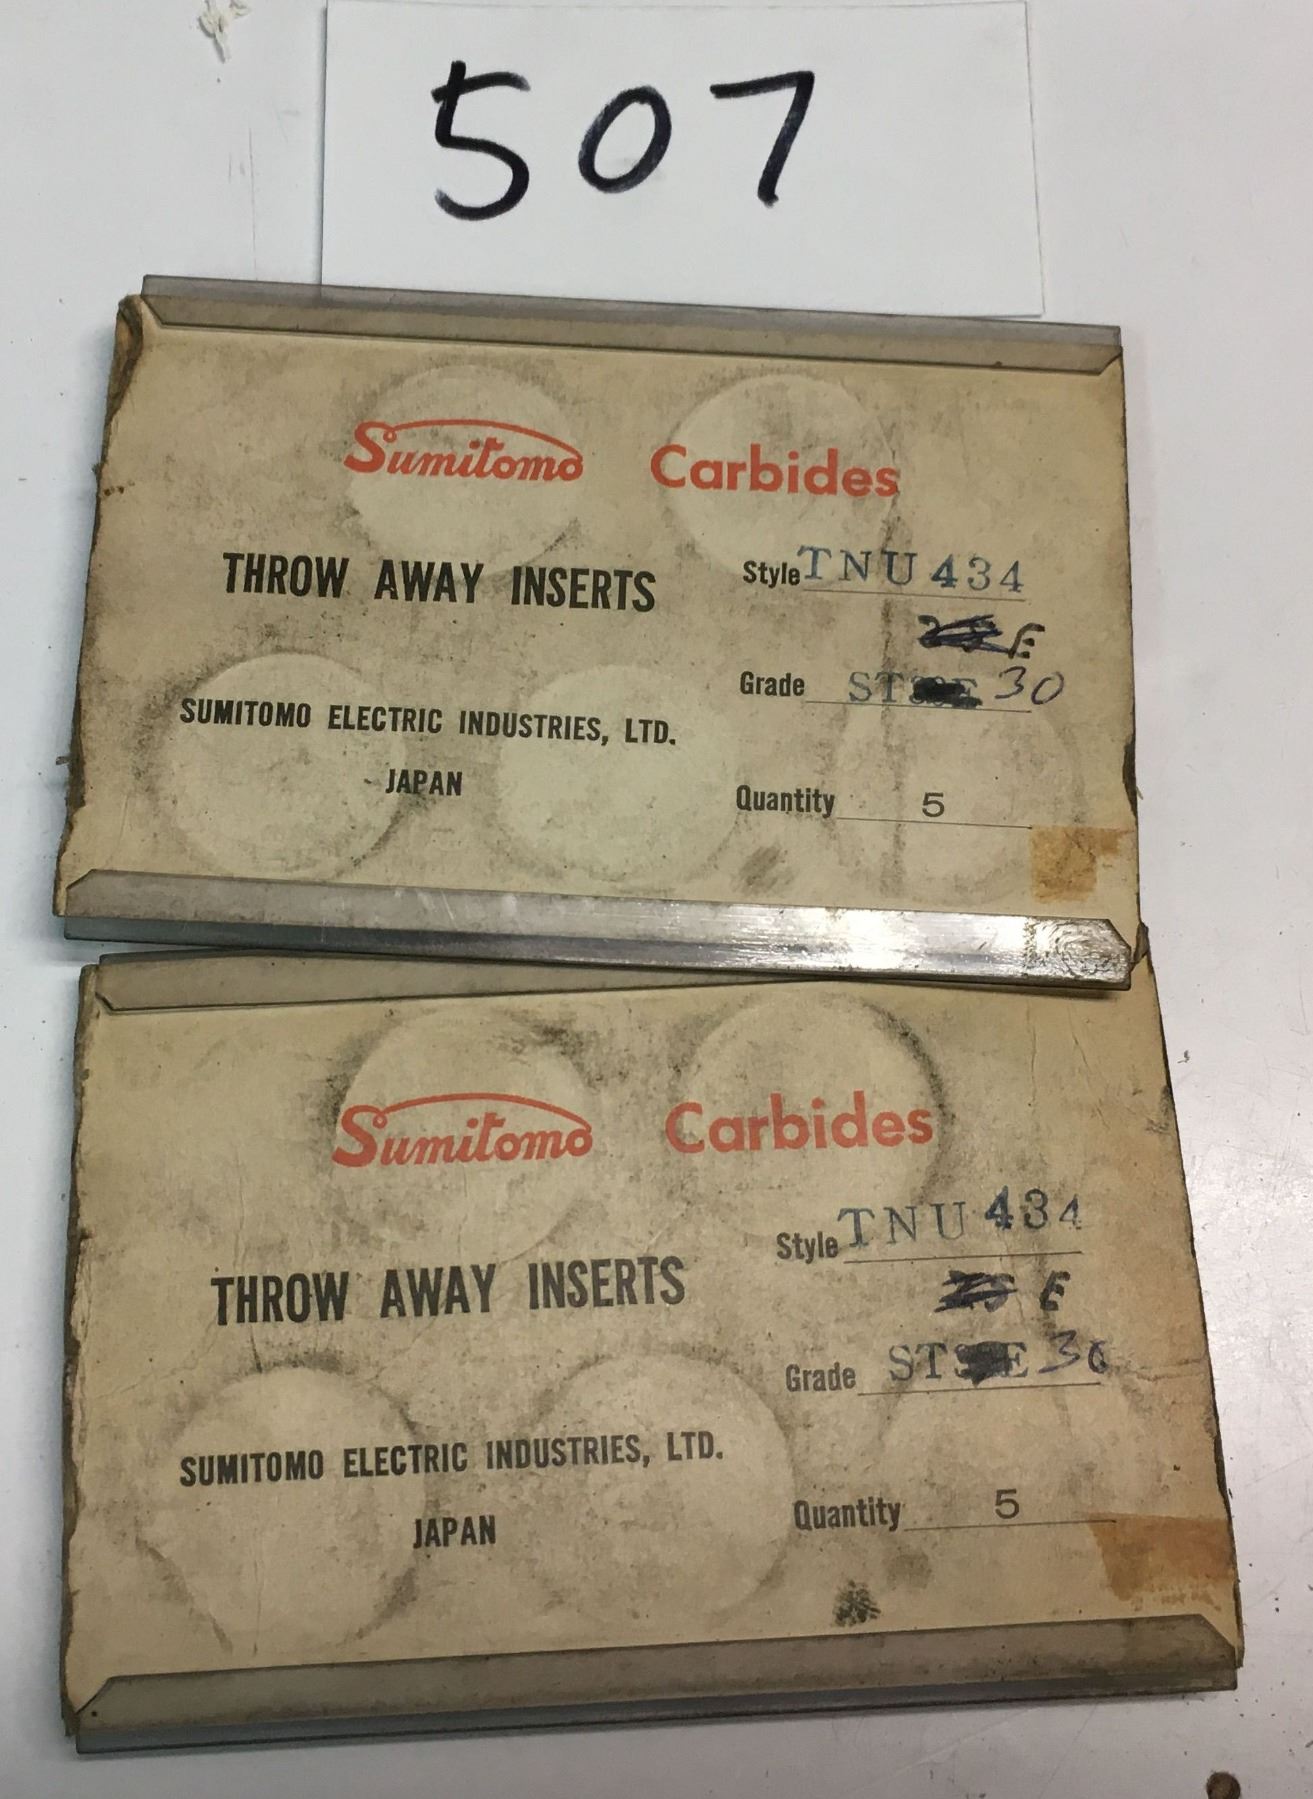 507
Sumitomo Carbides
THROW AWAY INSERTS
Style TNU 434
E
Grade ST E 30
SUMITOMO ELECTRIC INDUSTRIES, LTD.
JAPAN
Quantity 5
Sumitomo Carbides
Style TNU 434
THROW AWAY INSERTS
E
Grade ST E 30
SUMITOMO ELECTRIC INDUSTRIES, LTD.
JAPAN
Quantity 5